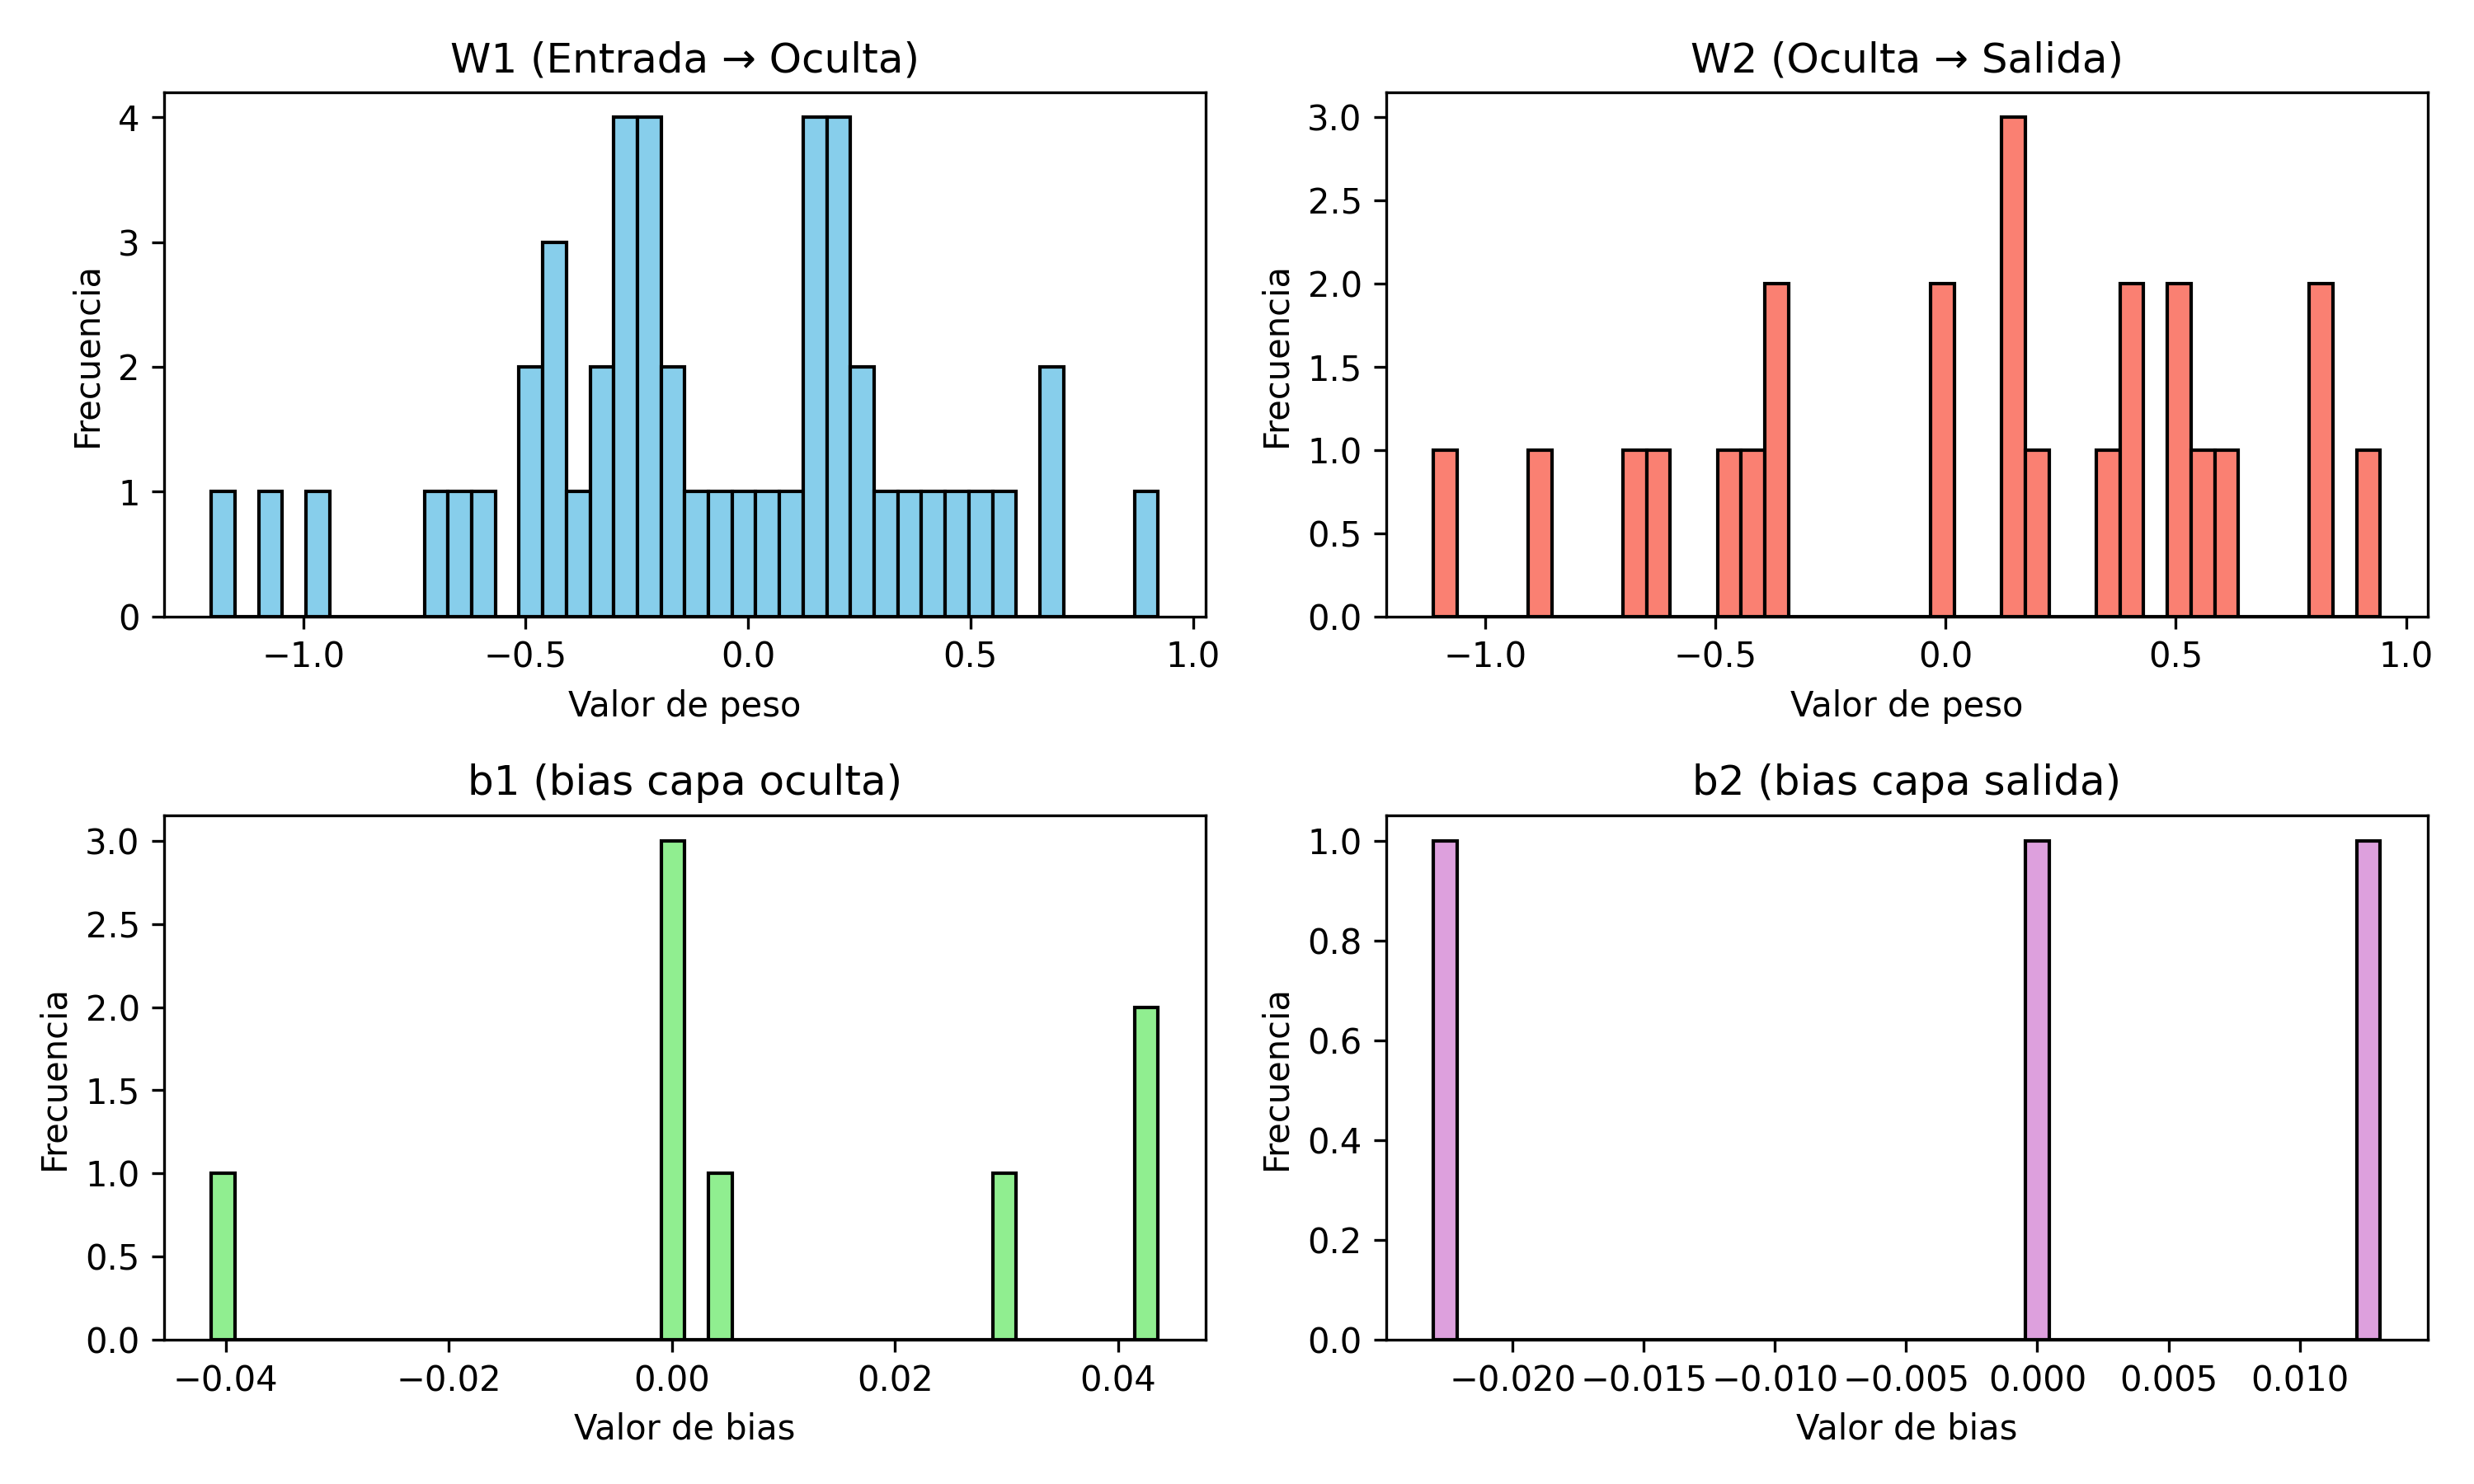 W1 (Entrada → Oculta)
4
3
2
1
0
Frecuencia
−1.0 −0.5 0.0 0.5 1.0
Valor de peso
W2 (Oculta → Salida)
3.0
2.5
2.0
1.5
1.0
0.5
0.0
Frecuencia
−1.0 −0.5 0.0 0.5 1.0
Valor de peso
b1 (bias capa oculta)
3.0
2.5
2.0
1.5
1.0
0.5
0.0
Frecuencia
−0.04 −0.02 0.00 0.02 0.04
Valor de bias
b2 (bias capa salida)
1.0
0.8
0.6
0.4
0.2
0.0
Frecuencia
−0.020 −0.015 −0.010 −0.005 0.000 0.005 0.010
Valor de bias